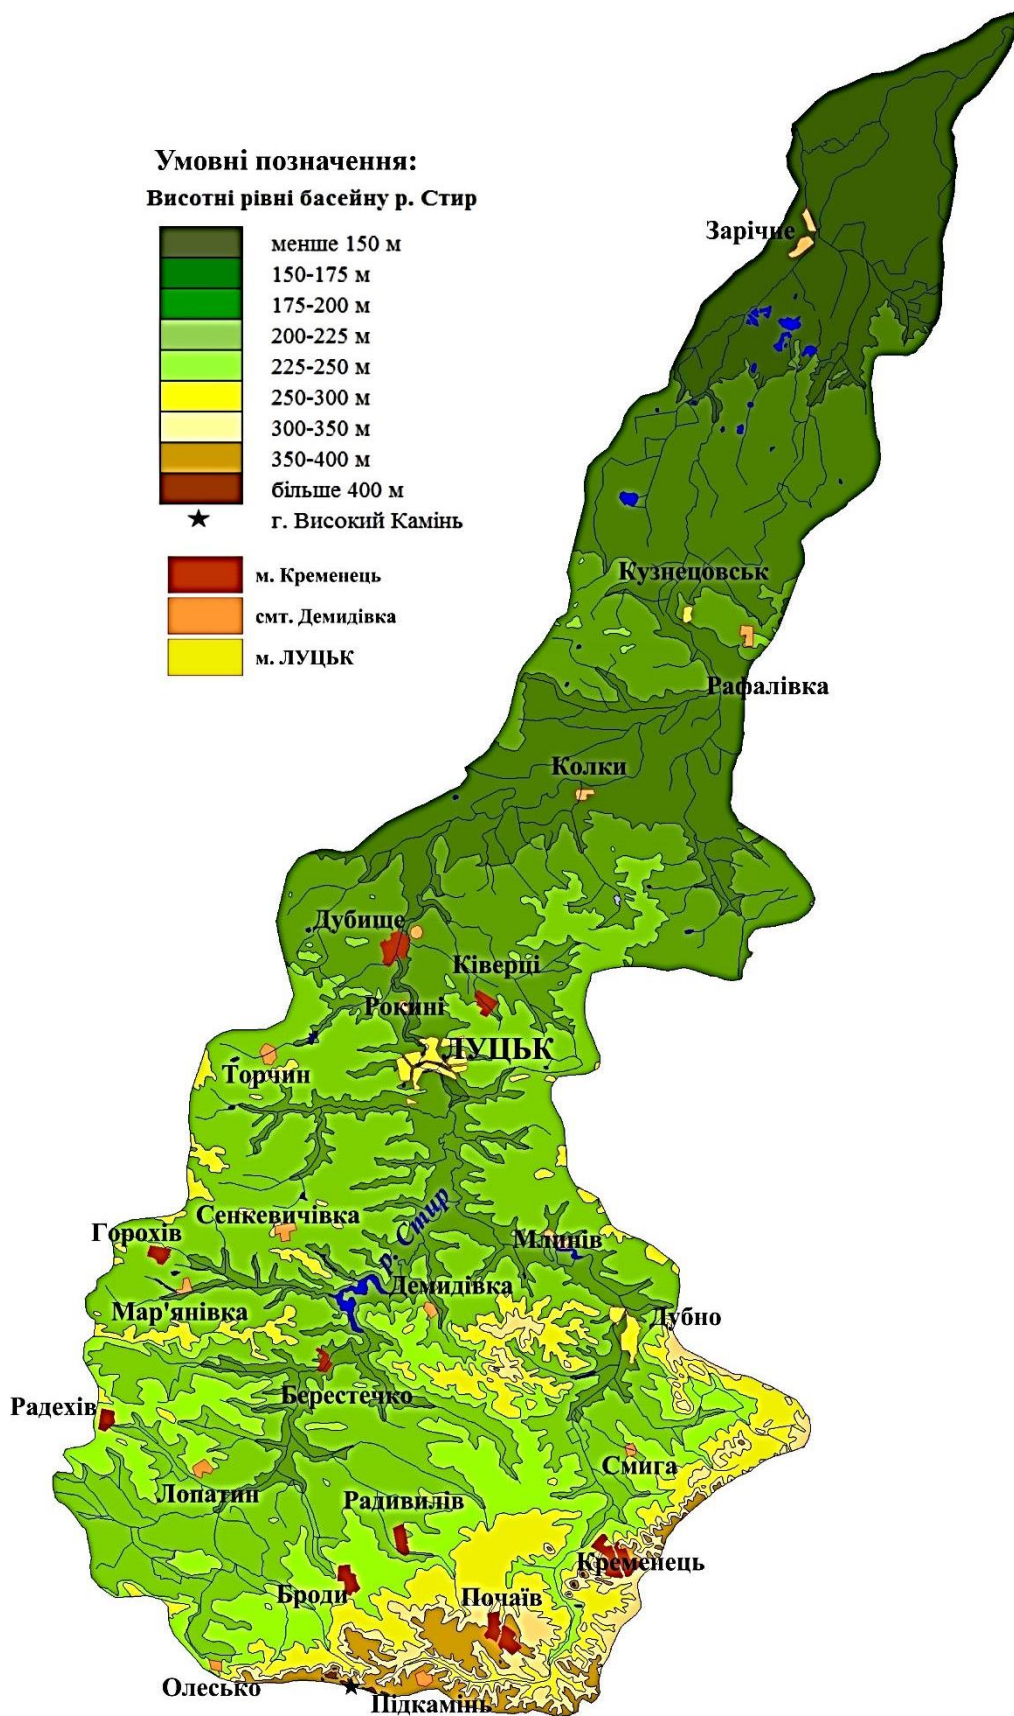 Умовні позначення:
Висотні рівні басейну р. Стир
менше 150 м
150-175 м
175-200 м
200-225 м
225-250 м
250-300 м
300-350 м
350-400 м
більше 400 м
г. Високий Камінь
м. Кременець
смт. Демидівка
м. ЛУЦЬК
Зарічне
Кузнецовськ
Рафалівка
Колки
Дубище
Ківерці
Рокині
ЛУЦЬК
Торчин
р. Стир
Сенкевичівка
Горохів
Млинів
Демидівка
Мар'янівка
Дубно
Берестечко
Радехів
Смига
Лопатин
Радивилів
Кременець
Броди
Почаїв
Олесько
Підкамінь